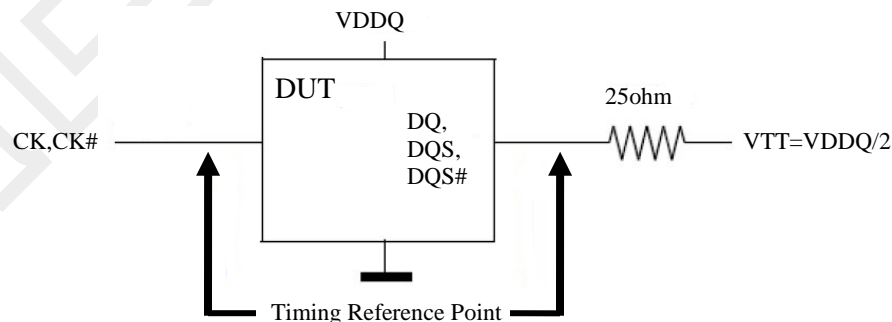 VDDQ
DUT
25ohm
CK,CK#
DQ,
DQS,
DQS#
VTT=VDDQ/2
Timing Reference Point